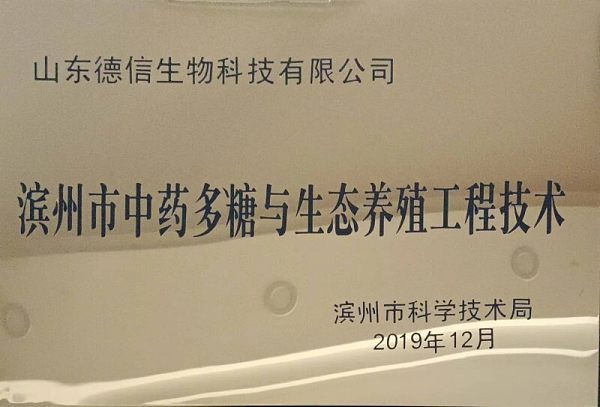 山东德信生物科技有限公司
滨州市中药多糖与生态养殖工程技术
滨州市科学技术局
2019年12月